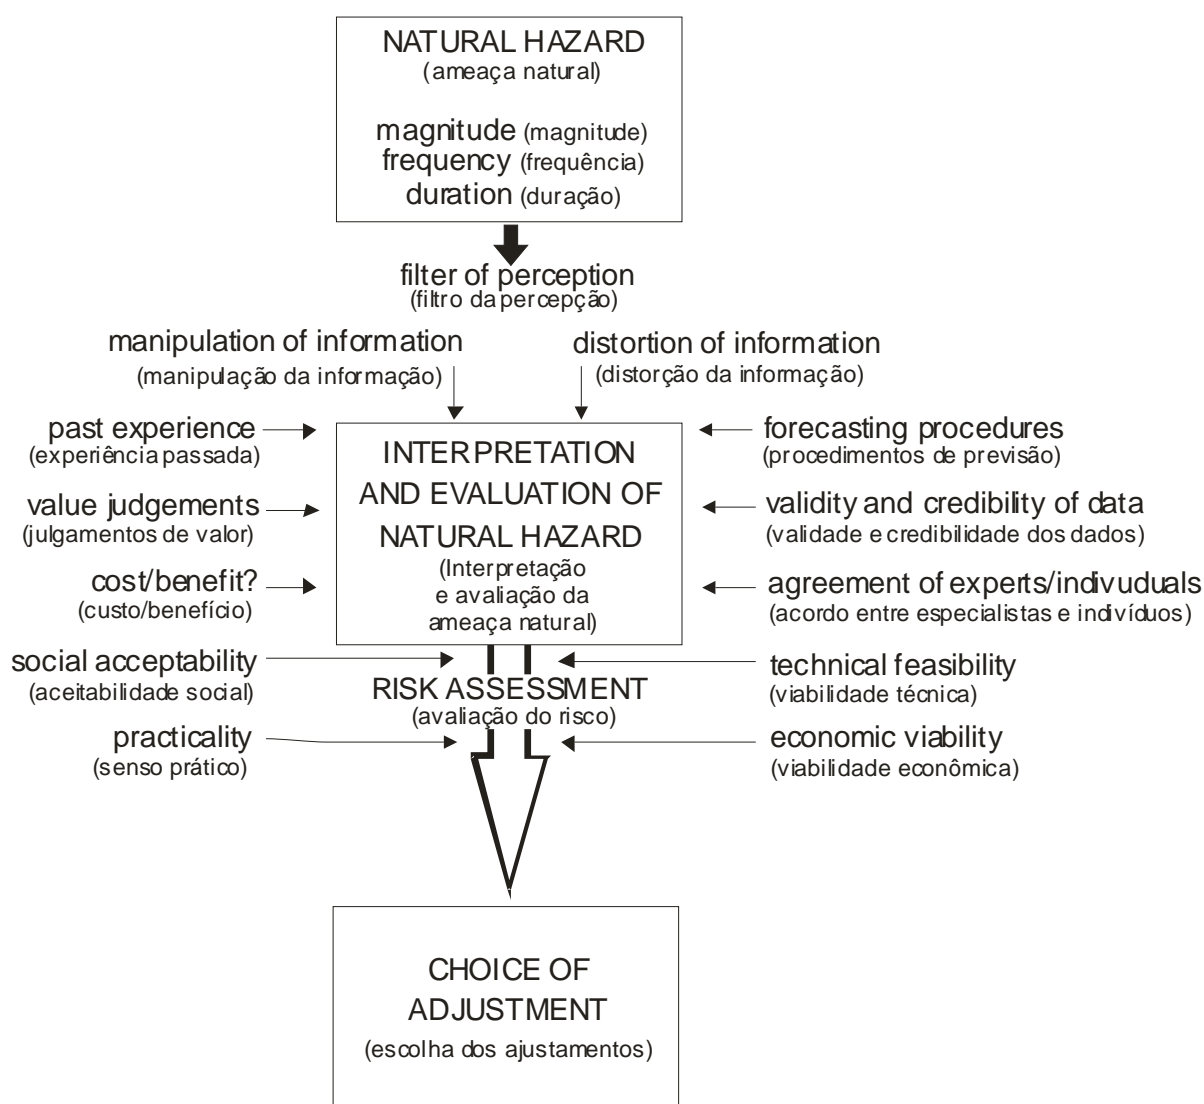 NATURAL HAZARD
(ameaça natural)
magnitude (magnitude)
frequency (frequência)
duration (duração)
filter of perception
(filtro da percepção)
manipulation of information
(manipulação da informação)
distortion of information
(distorção da informação)
past experience
(experiência passada)
value judgements
(julgamentos de valor)
cost/benefit?
(custo/benefício)
INTERPRETATION
AND EVALUATION OF
NATURAL HAZARD
(Interpretação
e avaliação da
ameaça natural)
forecasting procedures
(procedimentos de previsão)
validity and credibility of data
(validade e credibilidade dos dados)
agreement of experts/indivuduals
(acordo entre especialistas e indivíduos)
social acceptability
(aceitabilidade social)
practicality
(senso prático)
RISK ASSESSMENT
(avaliação do risco)
technical feasibility
(viabilidade técnica)
economic viability
(viabilidade econômica)
CHOICE OF
ADJUSTMENT
(escolha dos ajustamentos)